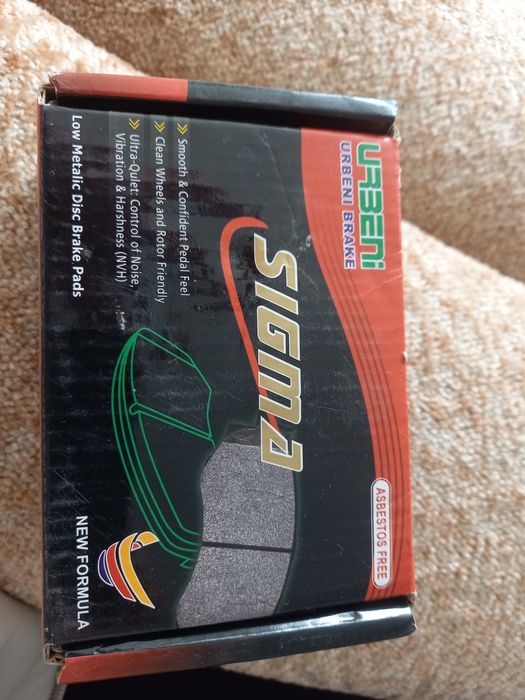 URBENi
URBENI BRAKE
SIGMA
ASBESTOS FREE
» Smooth & Confident Pedal Feel
» Clean Wheels and Rotor Friendly
» Ultra-Quiet: Control of Noise,
Vibration & Harshness (NVH)
Low Metalic Disc Brake Pads
NEW FORMULA